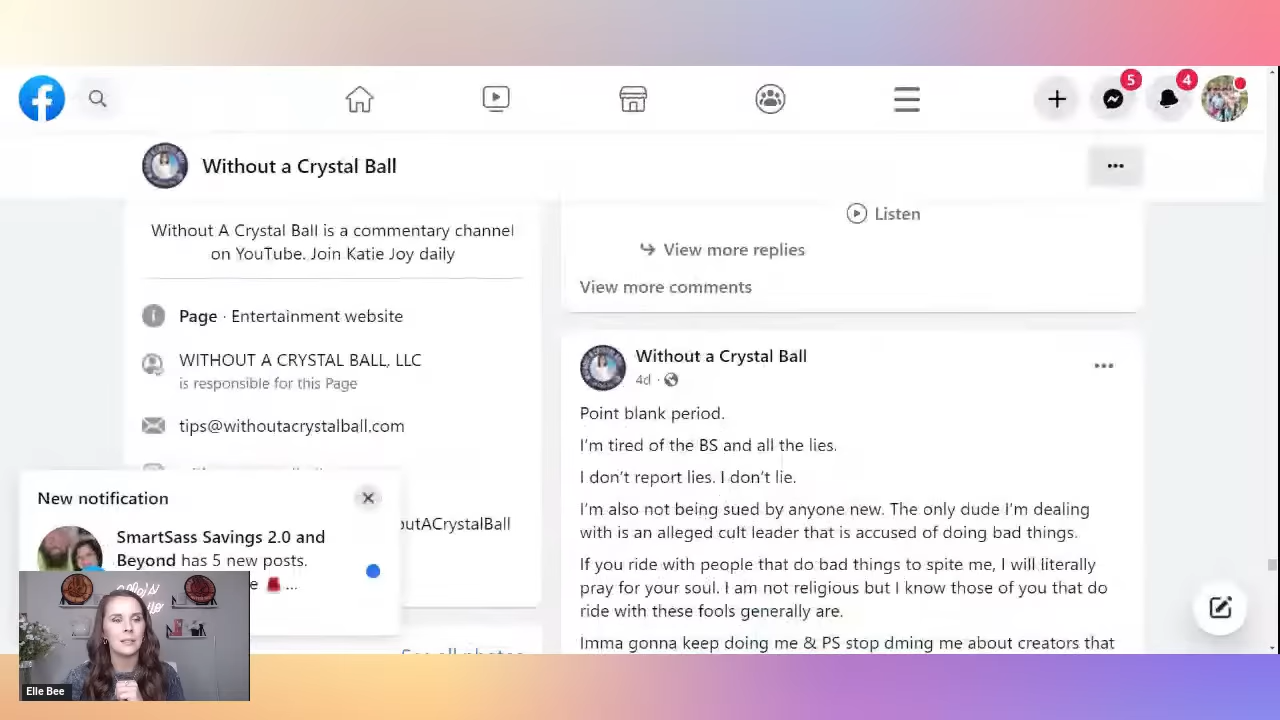 5
4
Without a Crystal Ball
Without A Crystal Ball is a commentary channel
on YouTube. Join Katie Joy daily
Page · Entertainment website
WITHOUT A CRYSTAL BALL, LLC
is responsible for this Page
tips@withoutacrystalball.com
outACrystalBall
New notification
SmartSass Savings 2.0 and
Beyond has 5 new posts.
See all photos
Elle Bee
Listen
View more replies
View more comments
Without a Crystal Ball
4d ·
Point blank period.
I'm tired of the BS and all the lies.
I don't report lies. I don't lie.
I'm also not being sued by anyone new. The only dude I'm dealing
with is an alleged cult leader that is accused of doing bad things.
If you ride with people that do bad things to spite me, I will literally
pray for your soul. I am not religious but I know those of you that do
ride with these fools generally are.
Imma gonna keep doing me & PS stop dming me about creators that